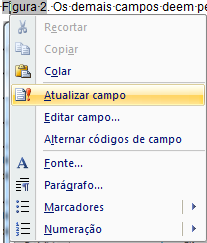 Figura 2. Os demais campos deem pe
Recortar
Copiar
Colar
Atualizar campo
Editar campo...
Alternar códigos de campo
Fonte...
Parágrafo...
Marcadores
Numeração